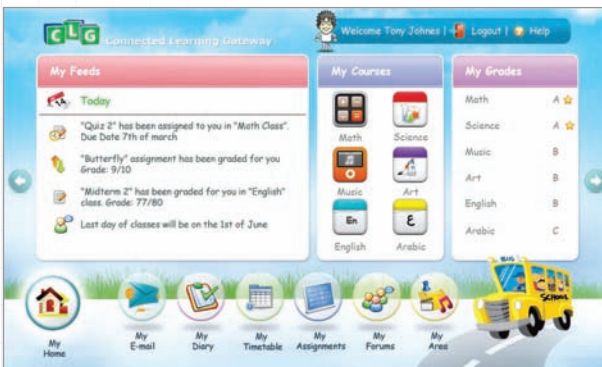 CLG Connected Learning Gateway
Welcome Tony Johnes | Logout | Help
My Feeds
Today
"Quiz 2" has been assigned to you in "Math Class".
Due Date 7th of march
"Butterfly" assignment has been graded for you
Grade: 9/10
"Midterm 2" has been graded for you in "English"
class. Grade: 77/80
Last day of classes will be on the 1st of June
My Courses
Math Science
Music Art
En ع
English Arabic
My Grades
Math A
Science A
Music B
Art B
English B
Arabic C
BUS
SCHOOL
My Home
My E-mail
My Diary
My Timetable
My Assignments
My Forums
My Area